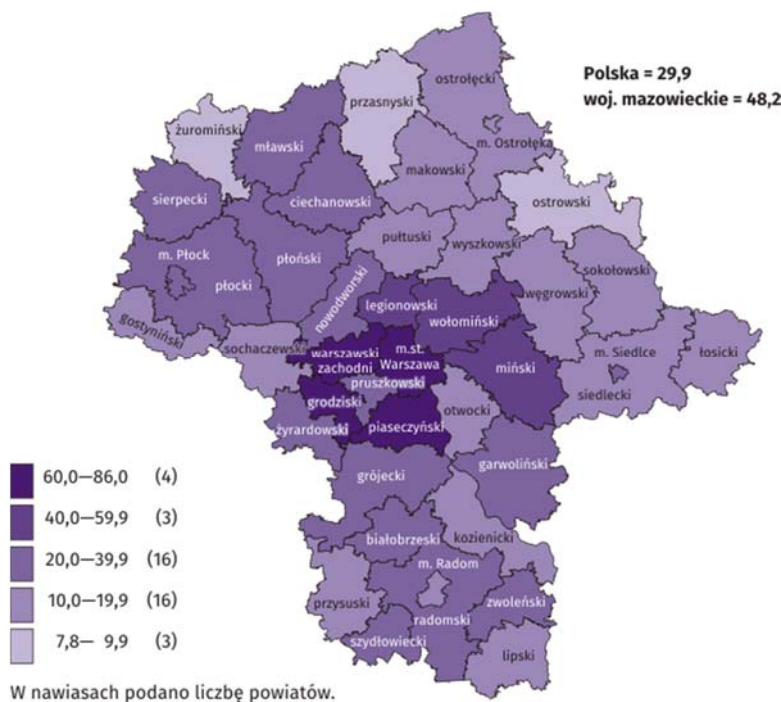 Polska = 29,9
woj. mazowieckie = 48,2
ostrołęcki
przasnyski
żuromiński
mławski
m. Ostrołęka
makowski
sierpecki
ciechanowski
ostrowski
pułtuski
wyszkowski
m. Płock
płoński
sokołowski
węgrowski
płocki
nowodworski
legionowski
wołomiński
gostyniński
sochaczewski
warszawski
zachodni
m.st.
Warszawa
miński
m. Siedlce
łosicki
pruszkowski
siedlecki
grodziski
otwocki
żyrardowski
piaseczyński
garwoliński
grójecki
białobrzeski
kozienicki
m. Radom
przysuski
zwoleński
radomski
szydłowiecki
lipski
60,0—86,0 (4)
40,0—59,9 (3)
20,0—39,9 (16)
10,0—19,9 (16)
7,8— 9,9 (3)
W nawiasach podano liczbę powiatów.